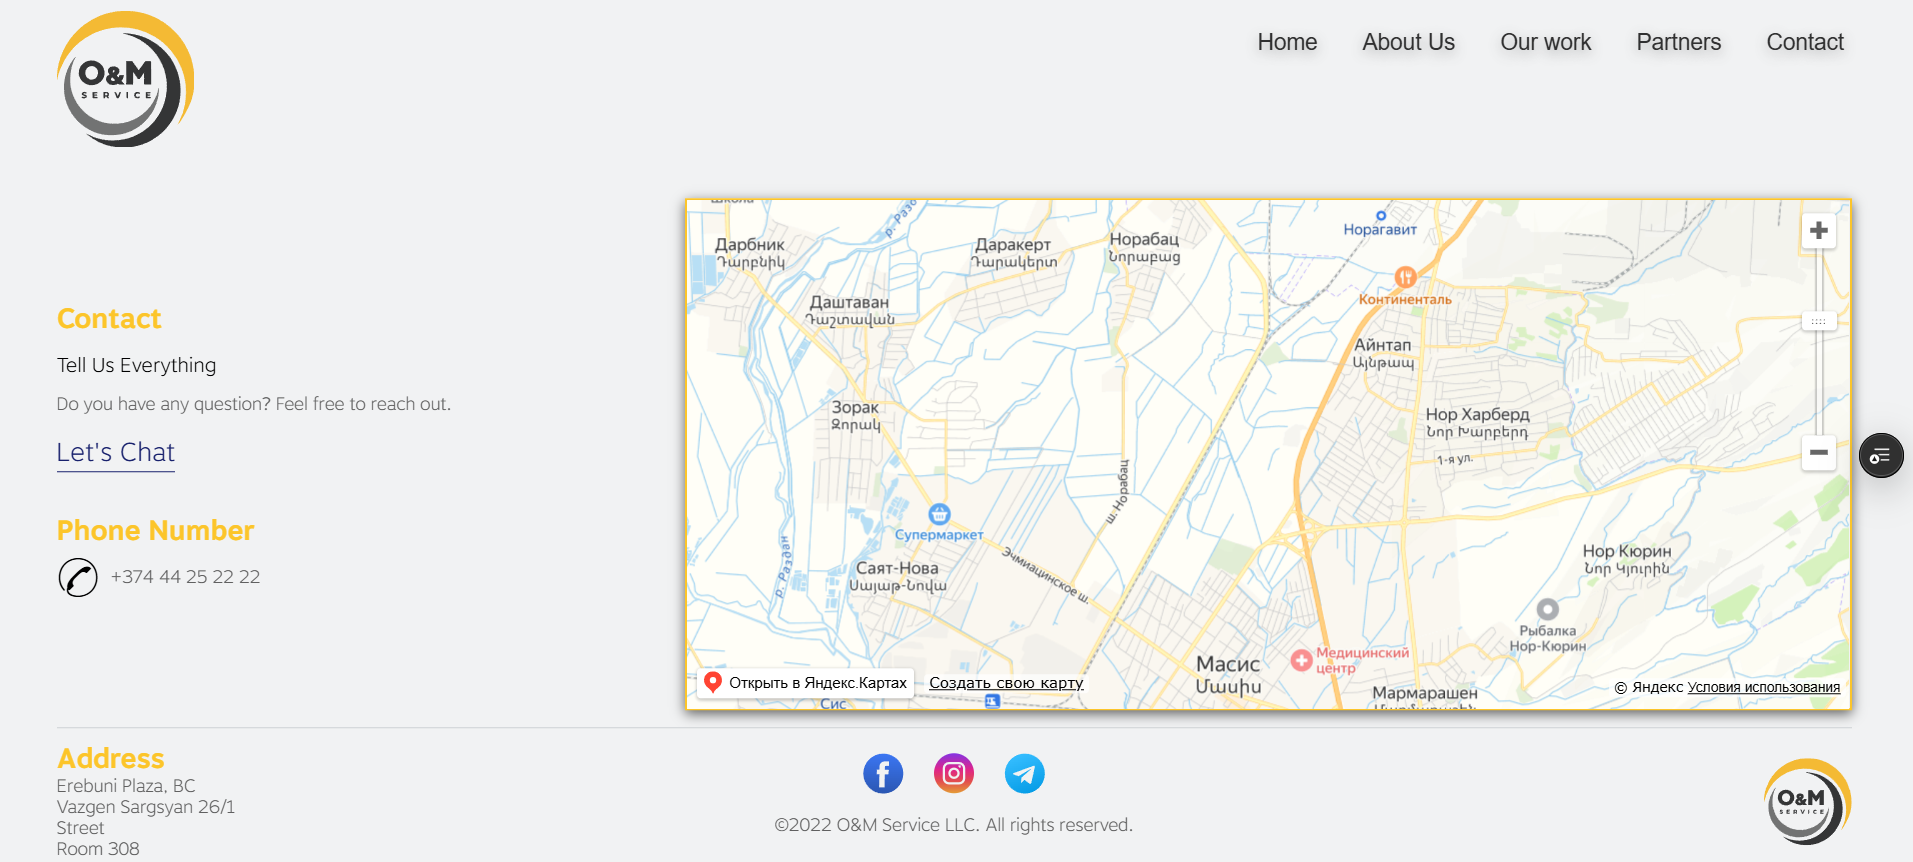 O&M
SERVICE
Home
About Us
Our work
Partners
Contact
Contact
Tell Us Everything
Do you have any question? Feel free to reach out.
Let's Chat
Phone Number
+374 44 25 22 22
р. Разд
Норагавит
Дарбник
Դարբնիկ
Даракерт
Դարակերտ
Норабац
Նորաբաց
Континенталь
Даштаван
Դաշտավան
Айнтап
Այնթապ
Зорак
Զորակ
Нор Харберд
Նոր Խարբերդ
1-я ул.
ш. Норабер
Супермаркет
р. Раздан
Эчмиацинское ш.
Саят-Нова
Սայաթ-Նովա
Нор Кюрин
Նոր Կյուրին
Рыбалка
Нор-Кюрин
Масис
Մասիս
Медицинский
центр
Мармарашен
Сис
Открыть в Яндекс.Картах
Создать свою карту
© Яндекс Условия использования
Address
Erebuni Plaza, BC
Vazgen Sargsyan 26/1
Street
Room 308
©2022 O&M Service LLC. All rights reserved.
O&M
SERVICE